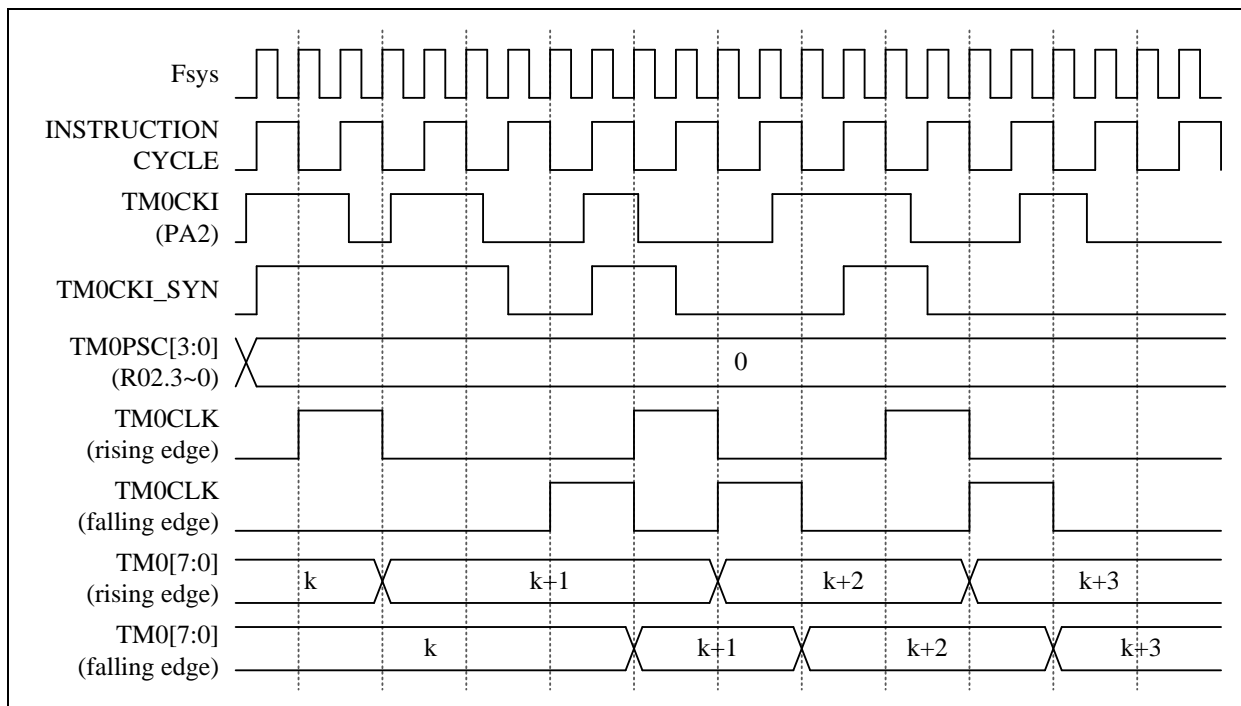 Fsys
INSTRUCTION
CYCLE
TM0CKI
(PA2)
TM0CKI_SYN
TM0PSC[3:0]
(R02.3~0)
0
TM0CLK
(rising edge)
TM0CLK
(falling edge)
TM0[7:0]
(rising edge)
k
k+1
k+2
k+3
TM0[7:0]
(falling edge)
k
k+1
k+2
k+3